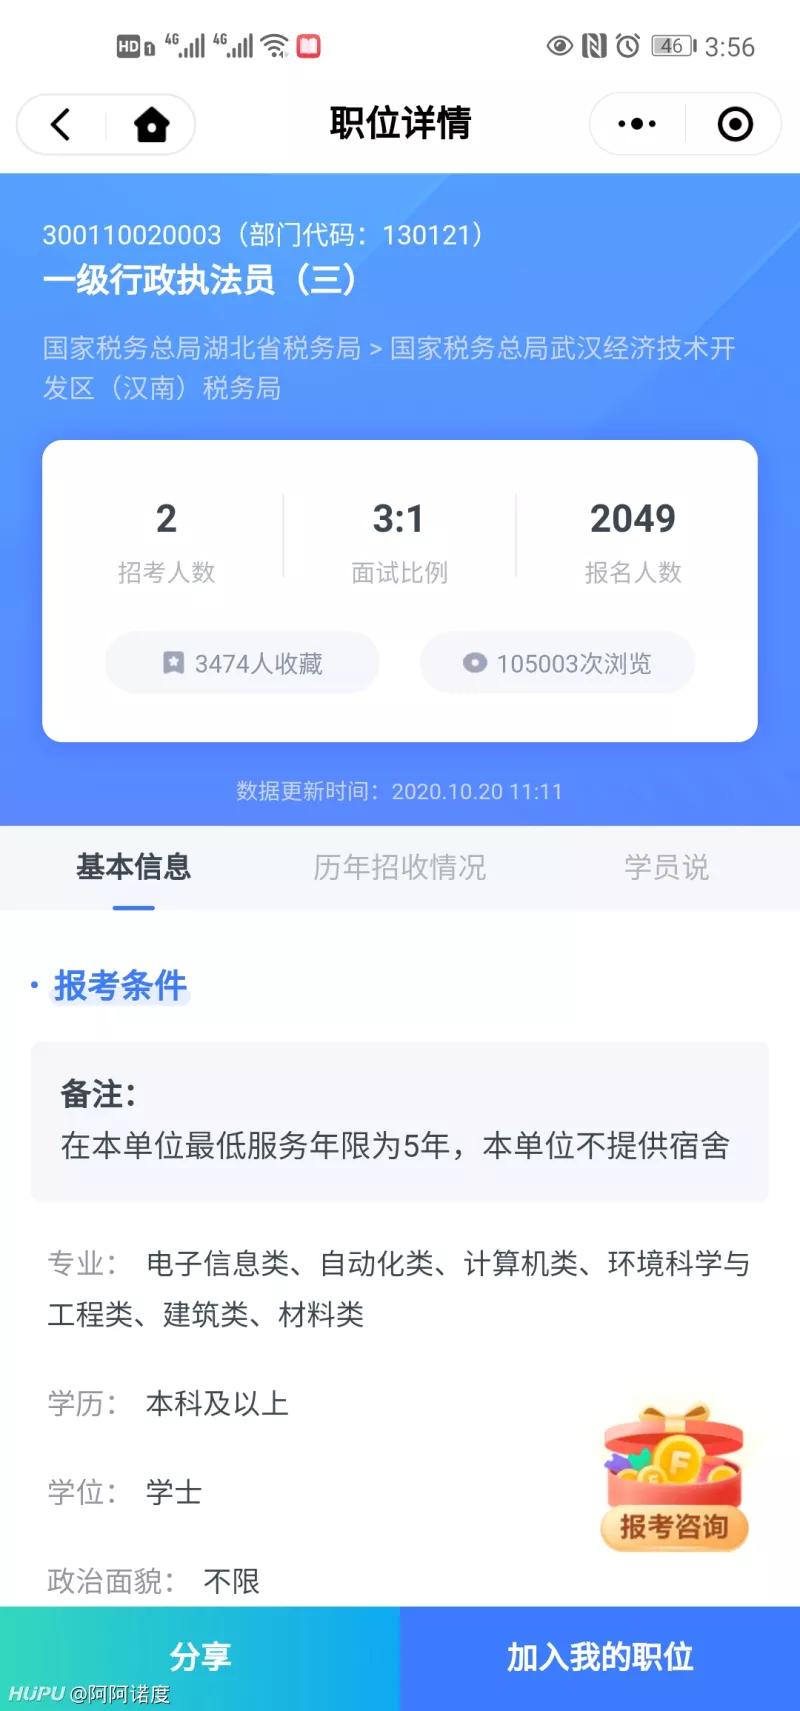 HD 1 4G 4G 46 3:56
职位详情
300110020003（部门代码：130121）
一级行政执法员（三）
国家税务总局湖北省税务局 > 国家税务总局武汉经济技术开
发区（汉南）税务局
2 3:1 2049
招考人数 面试比例 报名人数
3474人收藏 105003次浏览
数据更新时间：2020.10.20 11:11
基本信息 历年招收情况 学员说
· 报考条件
备注：
在本单位最低服务年限为5年，本单位不提供宿舍
专业： 电子信息类、自动化类、计算机类、环境科学与
工程类、建筑类、材料类
学历： 本科及以上
学位： 学士
F
F
报考咨询
政治面貌： 不限
分享 加入我的职位
HUPU @阿阿诺度